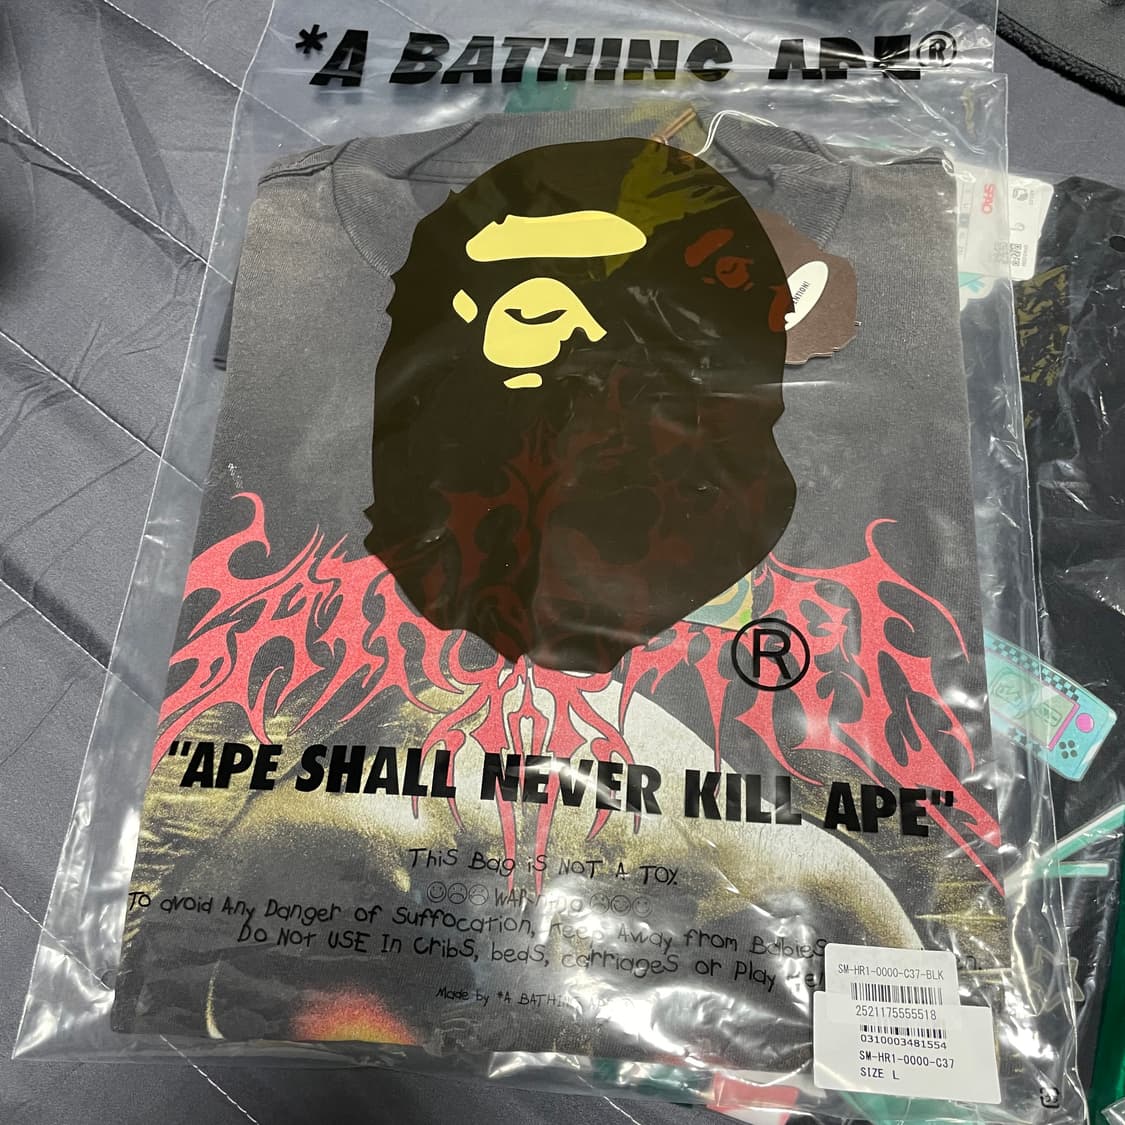 *A BATHING APE®
®
"APE SHALL NEVER KILL APE"
This Bag is NOT A TOY.
WARNING
To avoid Any Danger of Suffocation, Keep Away from Babies
Do NOT USE In Cribs, beds, carriages or Play
Made by *A BATHING
SM-HR1-0000-C37-BLK
2521175555518
0310003481554
SM-HR1-0000-C37
SIZE L